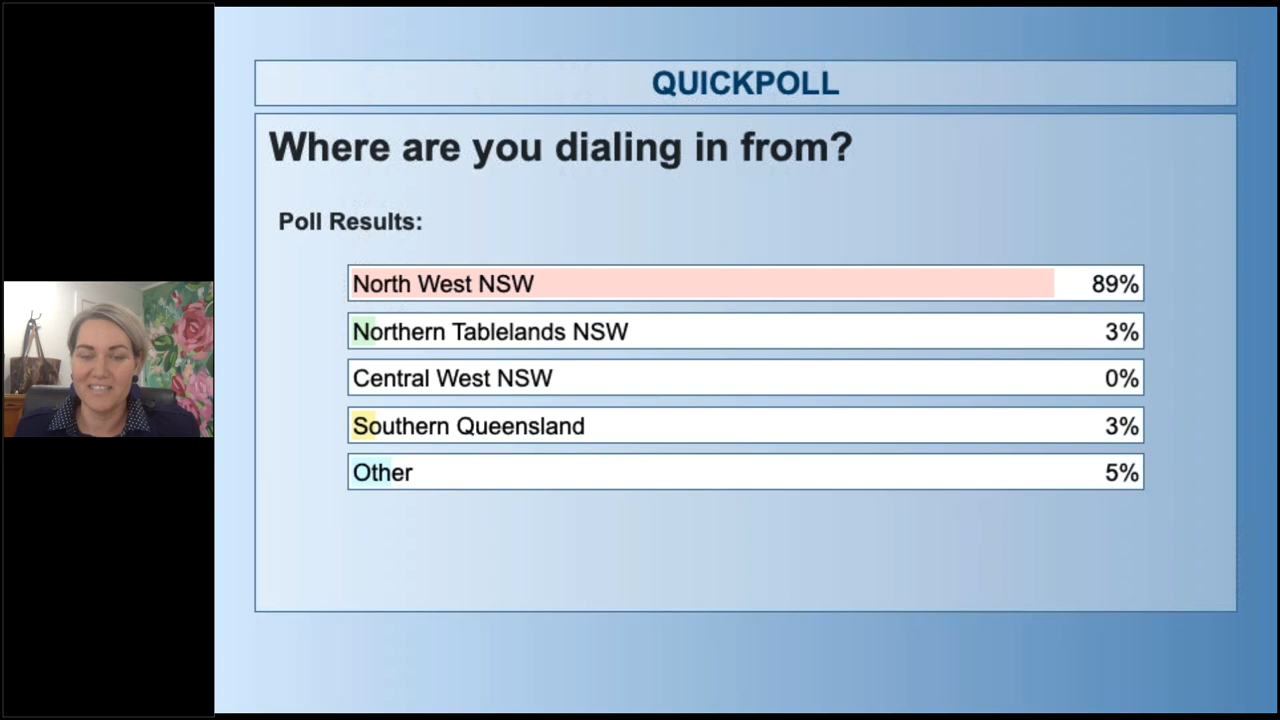 QUICKPOLL
Where are you dialing in from?
Poll Results:
North West NSW 89%
Northern Tablelands NSW 3%
Central West NSW 0%
Southern Queensland 3%
Other 5%